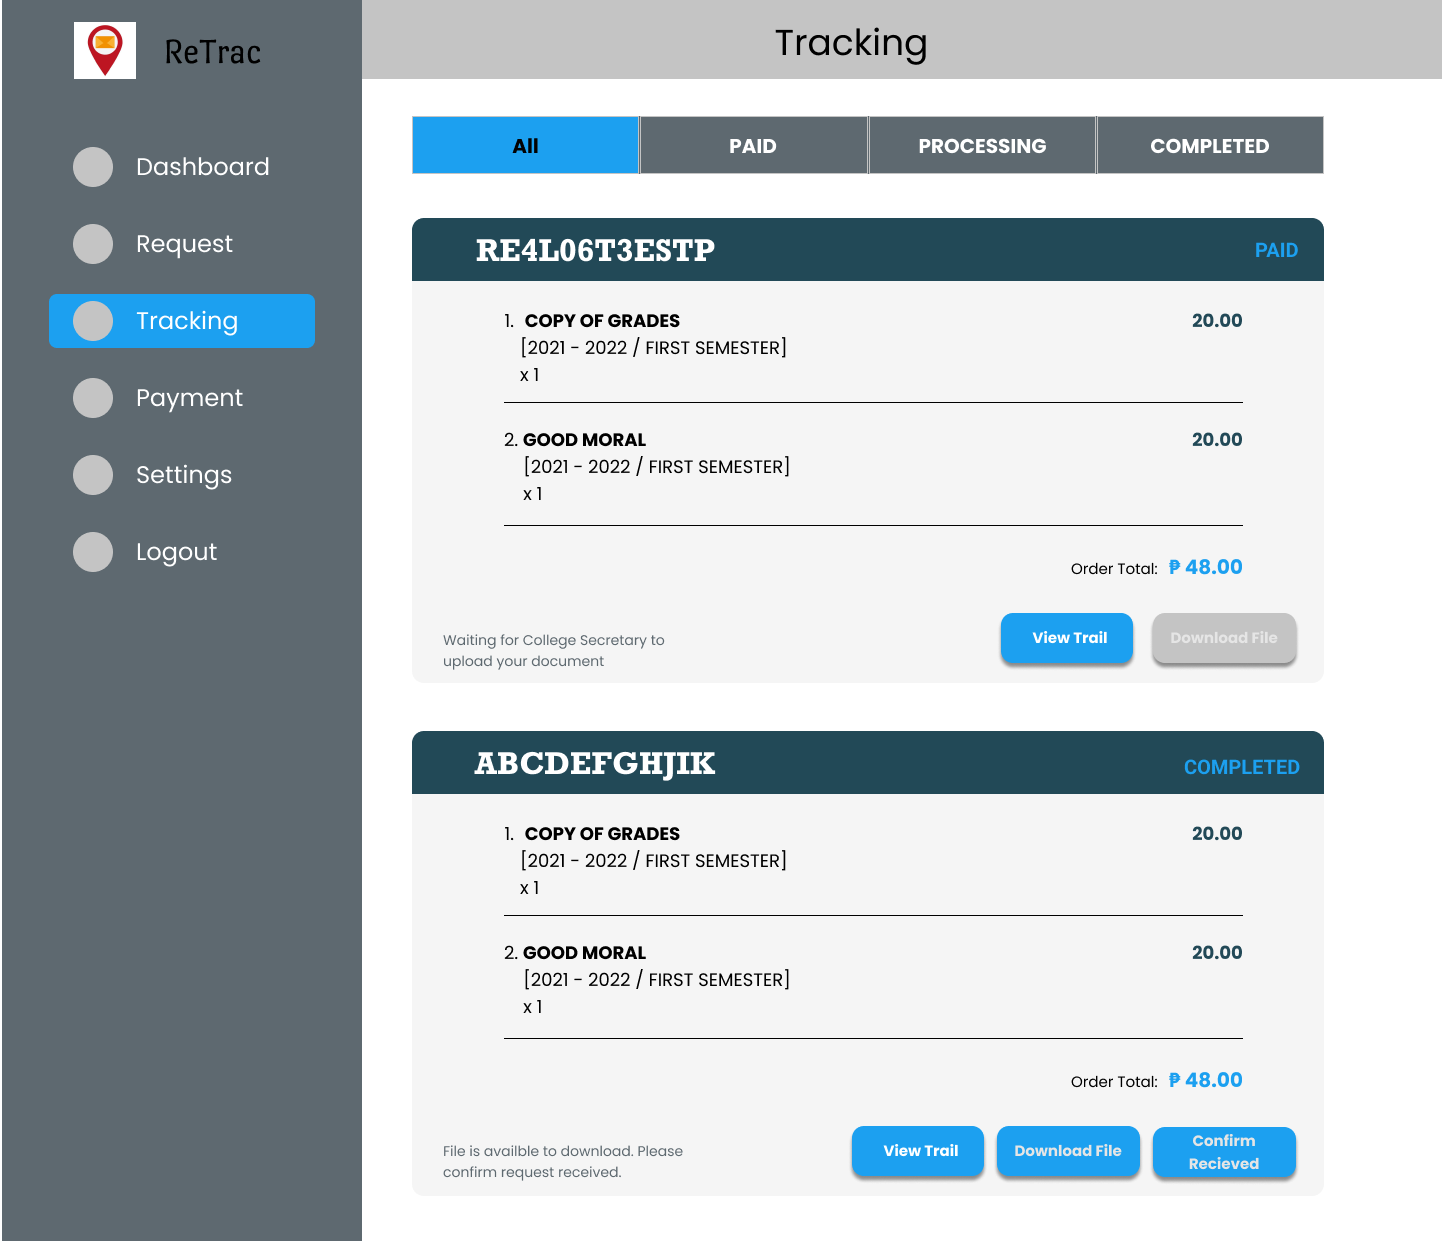 ReTrac
Tracking
Dashboard
Request
Tracking
Payment
Settings
Logout
All
PAID
PROCESSING
COMPLETED
RE4L06T3ESTP
PAID
1. COPY OF GRADES 20.00
[2021 - 2022 / FIRST SEMESTER]
x 1
2. GOOD MORAL 20.00
[2021 - 2022 / FIRST SEMESTER]
x 1
Order Total: ₱ 48.00
Waiting for College Secretary to
upload your document
View Trail
Download File
ABCDEFGHJIK
COMPLETED
1. COPY OF GRADES 20.00
[2021 - 2022 / FIRST SEMESTER]
x 1
2. GOOD MORAL 20.00
[2021 - 2022 / FIRST SEMESTER]
x 1
Order Total: ₱ 48.00
File is availble to download. Please
confirm request received.
View Trail
Download File
Confirm
Recieved